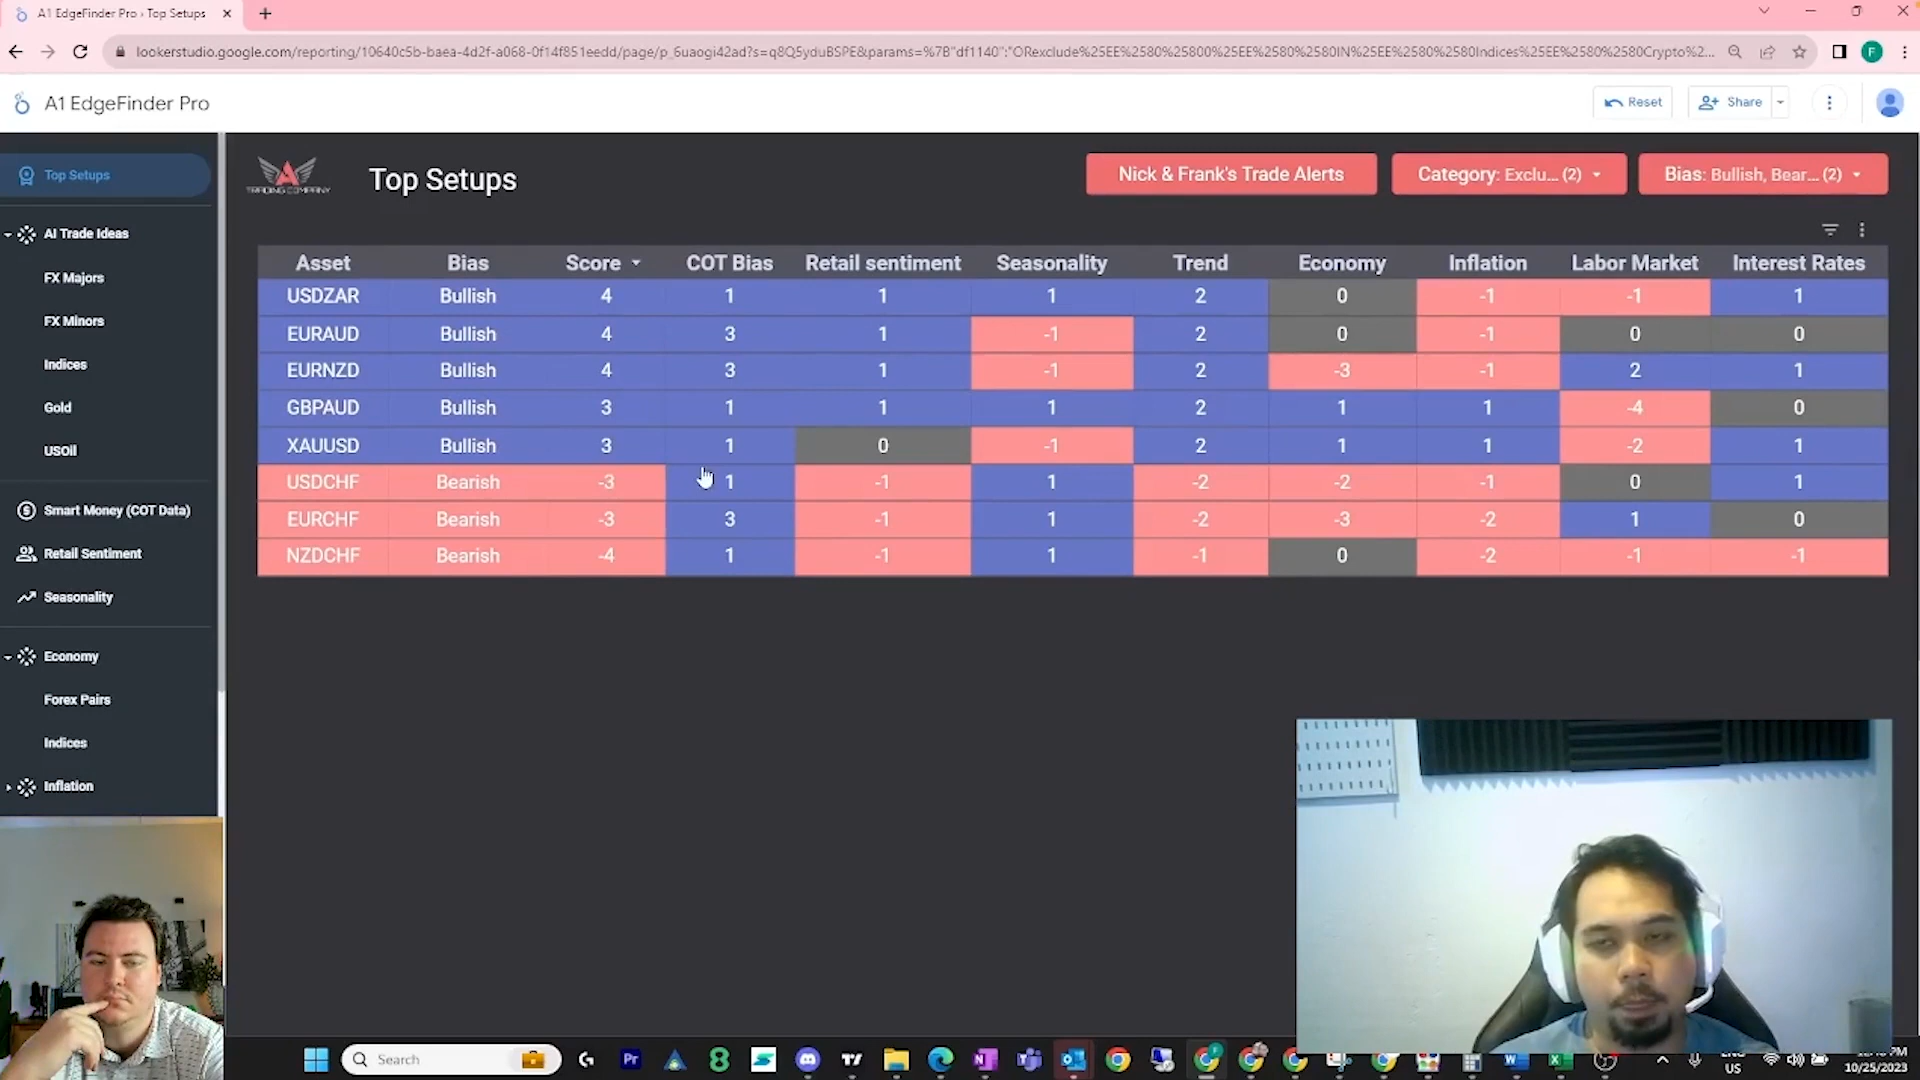 A1 EdgeFinder Pro › Top Setups
lookerstudio.google.com/reporting/10640c5b-baea-4d2f-a068-0f14f851eedd/page/p_6uaogi42ad?s=q8Q5yduBSPE&params=%7B"df1140":"ORexclude%25EE%2580%25800%25EE%2580%2580IN%25EE%2580%2580Indices%25EE%2580%2580Crypto%2...
F
A1 EdgeFinder Pro
Reset
Share
Top Setups
TRADING COMPANY
Top Setups
Nick & Frank's Trade Alerts
Category: Exclu... (2)
Bias: Bullish, Bear... (2)
AI Trade Ideas
FX Majors
FX Minors
Indices
Gold
USOil
Smart Money (COT Data)
Retail Sentiment
Seasonality
Economy
Forex Pairs
Indices
Inflation
Asset Bias Score COT Bias Retail sentiment Seasonality Trend Economy Inflation Labor Market Interest Rates
USDZAR Bullish 4 1 1 1 2 0 -1 -1 1
EURAUD Bullish 4 3 1 -1 2 0 -1 0 0
EURNZD Bullish 4 3 1 -1 2 -3 -1 2 1
GBPAUD Bullish 3 1 1 1 2 1 1 -4 0
XAUUSD Bullish 3 1 0 -1 2 1 1 -2 1
USDCHF Bearish -3 1 -1 1 -2 -2 -1 0 1
EURCHF Bearish -3 3 -1 1 -2 -3 -2 1 0
NZDCHF Bearish -4 1 -1 1 -1 0 -2 -1 -1
Search
Pr
US
10/25/2023